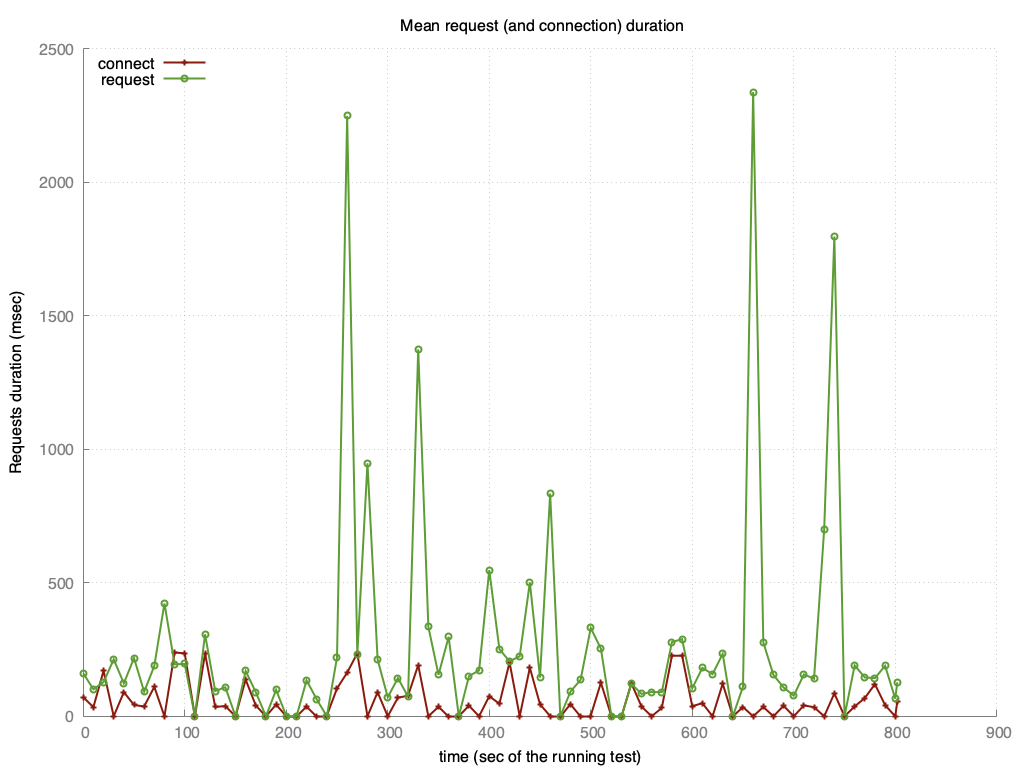 Mean request (and connection) duration
2500
connect
request
2000
1500
1000
500
0
Requests duration (msec)
0 100 200 300 400 500 600 700 800 900
time (sec of the running test)